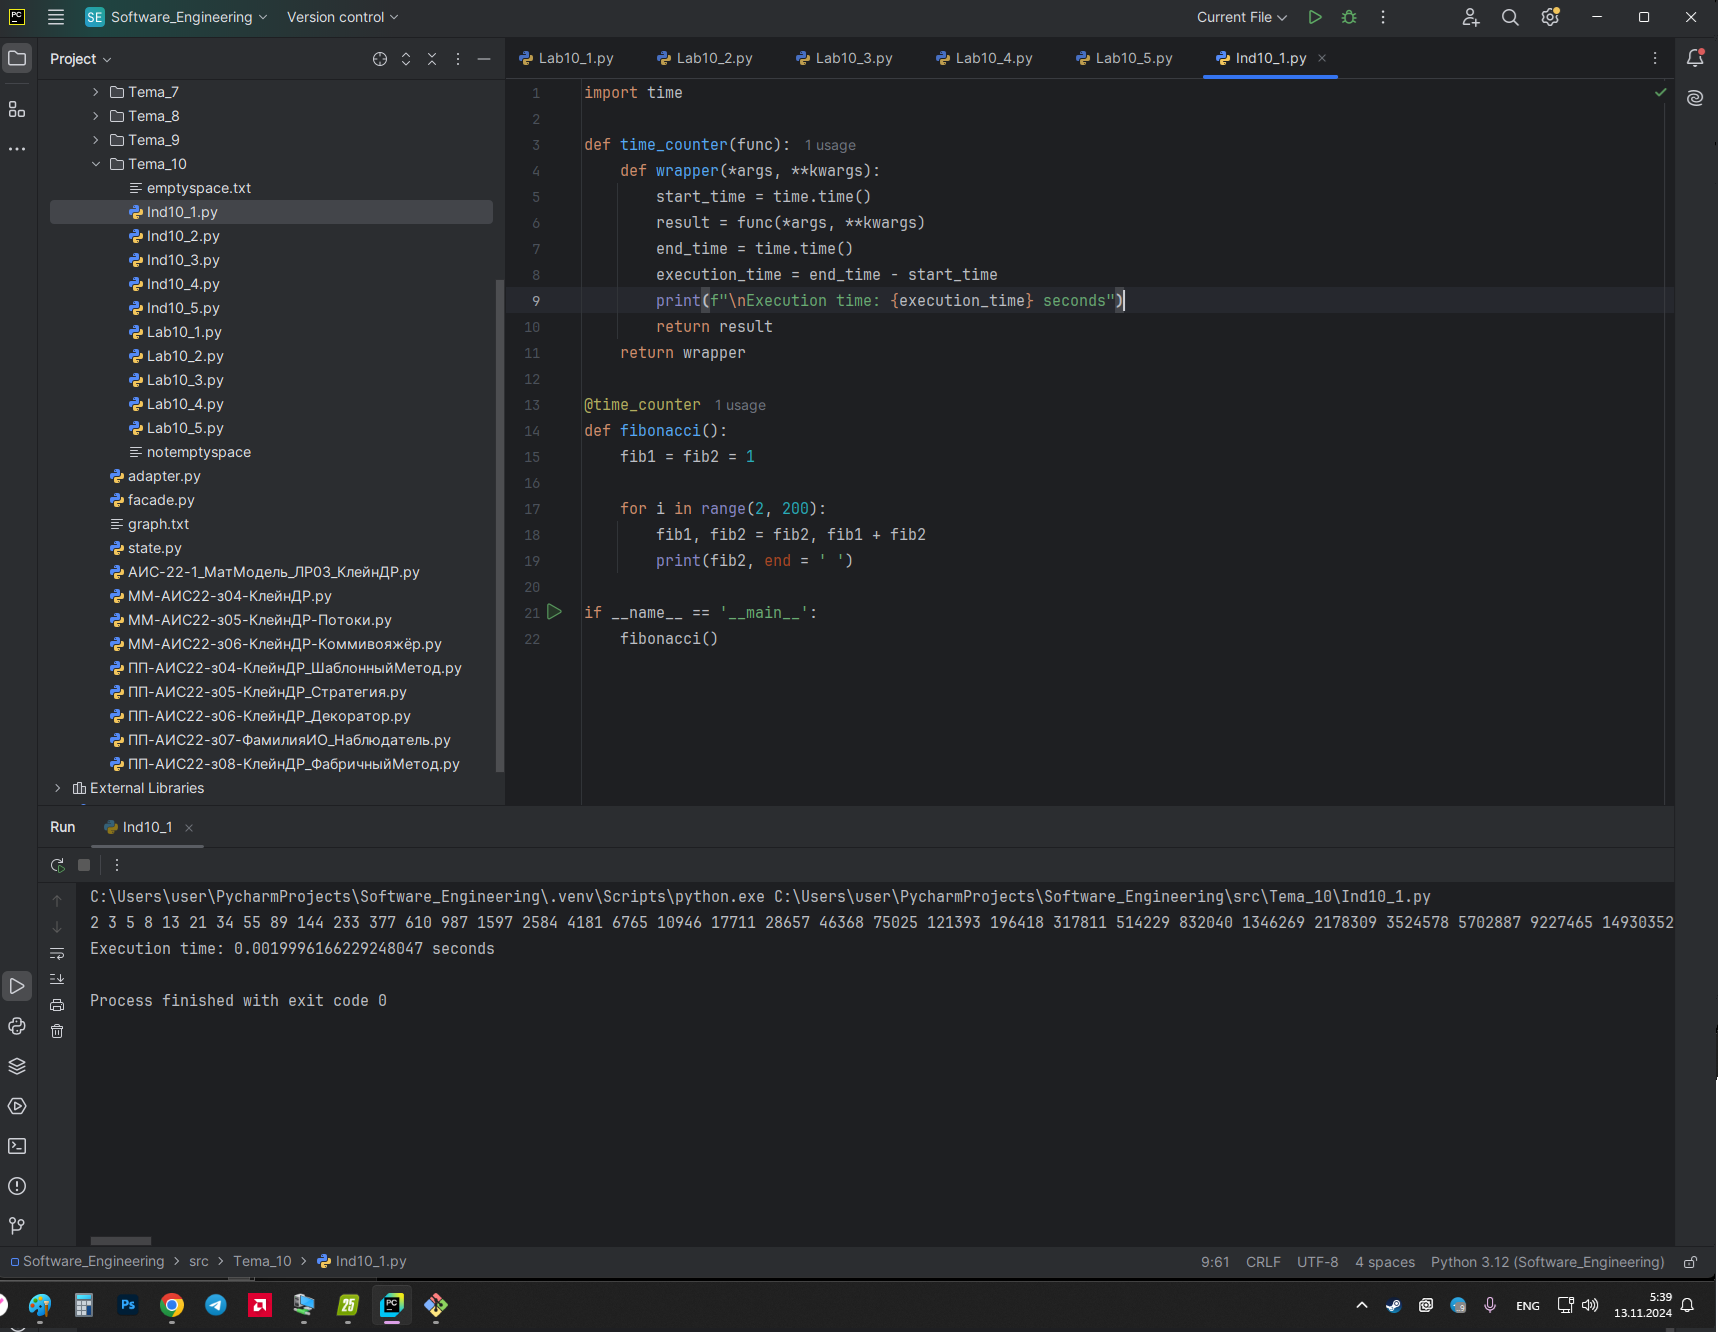 PC
SE Software_Engineering Version control Current File
Project
Tema_7
Tema_8
Tema_9
Tema_10
emptyspace.txt
Ind10_1.py
Ind10_2.py
Ind10_3.py
Ind10_4.py
Ind10_5.py
Lab10_1.py
Lab10_2.py
Lab10_3.py
Lab10_4.py
Lab10_5.py
notemptyspace
adapter.py
facade.py
graph.txt
state.py
АИС-22-1_МатМодель_ЛР03_КлейнДР.py
ММ-АИС22-з04-КлейнДР.py
ММ-АИС22-з05-КлейнДР-Потоки.py
ММ-АИС22-з06-КлейнДР-Коммивояжёр.py
ПП-АИС22-з04-КлейнДР_ШаблонныйМетод.py
ПП-АИС22-з05-КлейнДР_Стратегия.py
ПП-АИС22-з06-КлейнДР_Декоратор.py
ПП-АИС22-з07-ФамилияИО_Наблюдатель.py
ПП-АИС22-з08-КлейнДР_ФабричныйМетод.py
External Libraries
Lab10_1.py Lab10_2.py Lab10_3.py Lab10_4.py Lab10_5.py Ind10_1.py
1 import time
2
3 def time_counter(func): 1 usage
4     def wrapper(*args, **kwargs):
5         start_time = time.time()
6         result = func(*args, **kwargs)
7         end_time = time.time()
8         execution_time = end_time - start_time
9         print(f"\nExecution time: {execution_time} seconds")
10         return result
11     return wrapper
12
13 @time_counter 1 usage
14 def fibonacci():
15     fib1 = fib2 = 1
16
17     for i in range(2, 200):
18         fib1, fib2 = fib2, fib1 + fib2
19         print(fib2, end = ' ')
20
21 if __name__ == '__main__':
22     fibonacci()
Run Ind10_1
C:\Users\user\PycharmProjects\Software_Engineering\.venv\Scripts\python.exe C:\Users\user\PycharmProjects\Software_Engineering\src\Tema_10\Ind10_1.py
2 3 5 8 13 21 34 55 89 144 233 377 610 987 1597 2584 4181 6765 10946 17711 28657 46368 75025 121393 196418 317811 514229 832040 1346269 2178309 3524578 5702887 9227465 14930352
Execution time: 0.0019996166229248047 seconds
Process finished with exit code 0
Software_Engineering src Tema_10 Ind10_1.py 9:61 CRLF UTF-8 4 spaces Python 3.12 (Software_Engineering)
Ps 25 PC ENG 5:39
13.11.2024